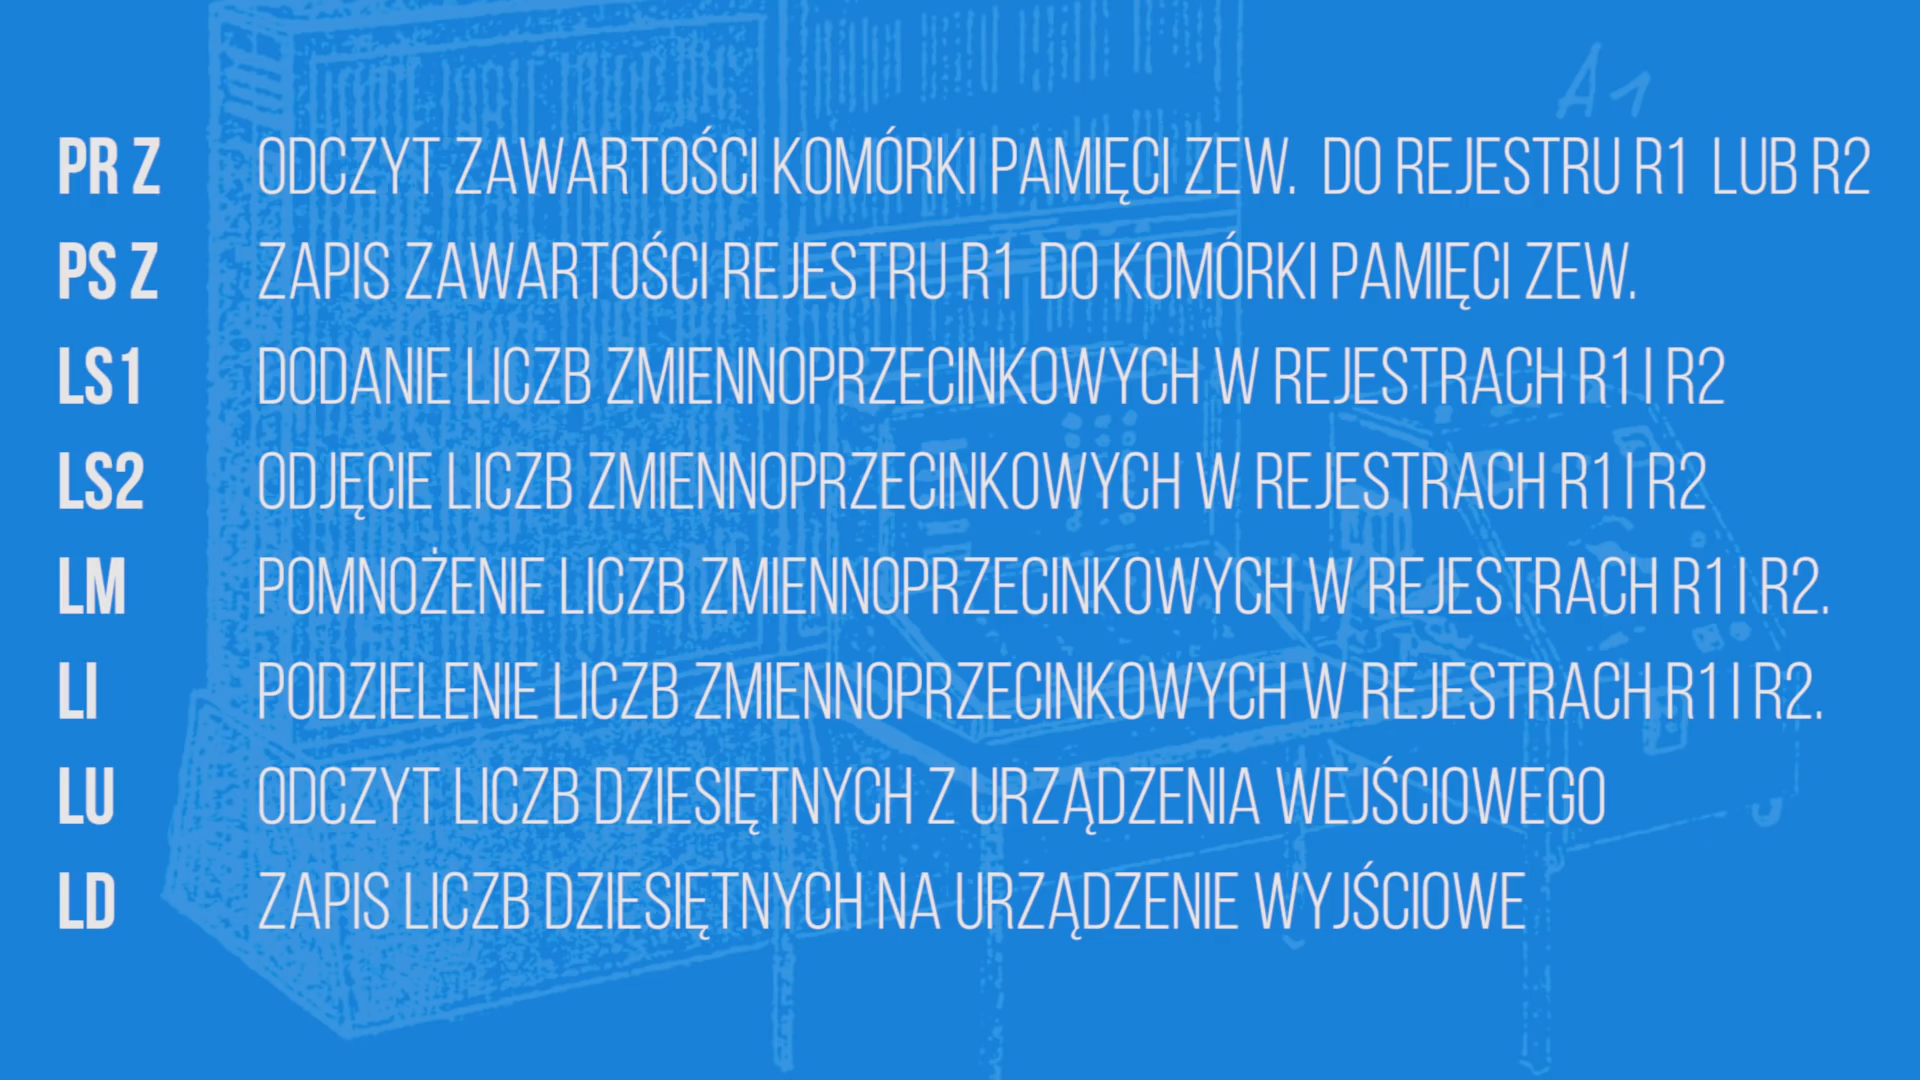 A1
PR Z ODCZYT ZAWARTOŚCI KOMÓRKI PAMIĘCI ZEW. DO REJESTRU R1 LUB R2
PS Z ZAPIS ZAWARTOŚCI REJESTRU R1 DO KOMÓRKI PAMIĘCI ZEW.
LS1 DODANIE LICZB ZMIENNOPRZECINKOWYCH W REJESTRACH R1 I R2
LS2 ODJĘCIE LICZB ZMIENNOPRZECINKOWYCH W REJESTRACH R1 I R2
LM POMNOŻENIE LICZB ZMIENNOPRZECINKOWYCH W REJESTRACH R1 I R2.
LI PODZIELENIE LICZB ZMIENNOPRZECINKOWYCH W REJESTRACH R1 I R2.
LU ODCZYT LICZB DZIESIĘTNYCH Z URZĄDZENIA WEJŚCIOWEGO
LD ZAPIS LICZB DZIESIĘTNYCH NA URZĄDZENIE WYJŚCIOWE